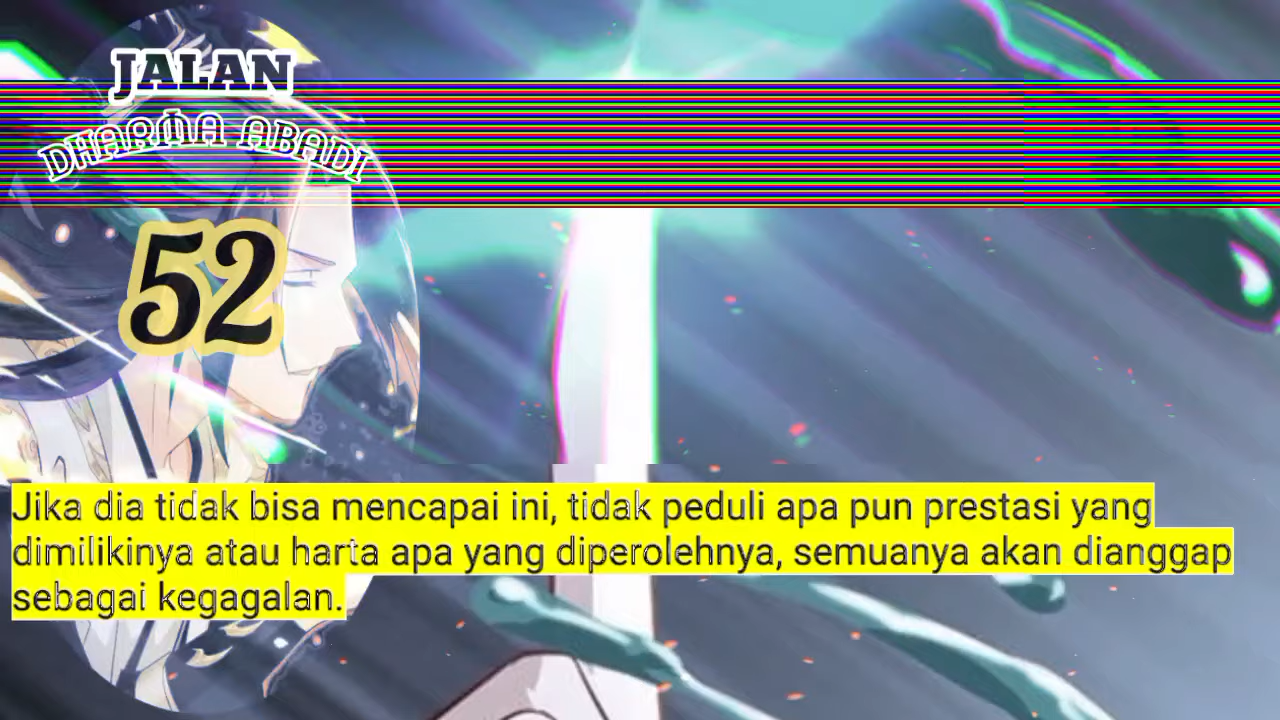 JALAN
DHARMA ABADI
52
Jika dia tidak bisa mencapai ini, tidak peduli apa pun prestasi yang
dimilikinya atau harta apa yang diperolehnya, semuanya akan dianggap
sebagai kegagalan.